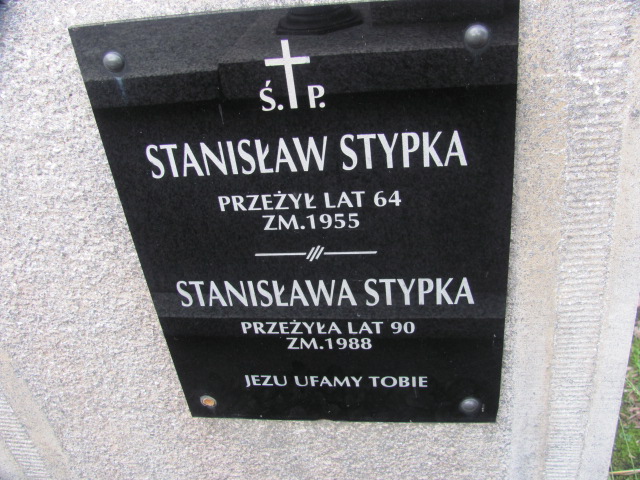 Ś. P.
STANISŁAW STYPKA
PRZEŻYŁ LAT 64
ZM.1955
STANISŁAWA STYPKA
PRZEŻYŁA LAT 90
ZM.1988
JEZU UFAMY TOBIE